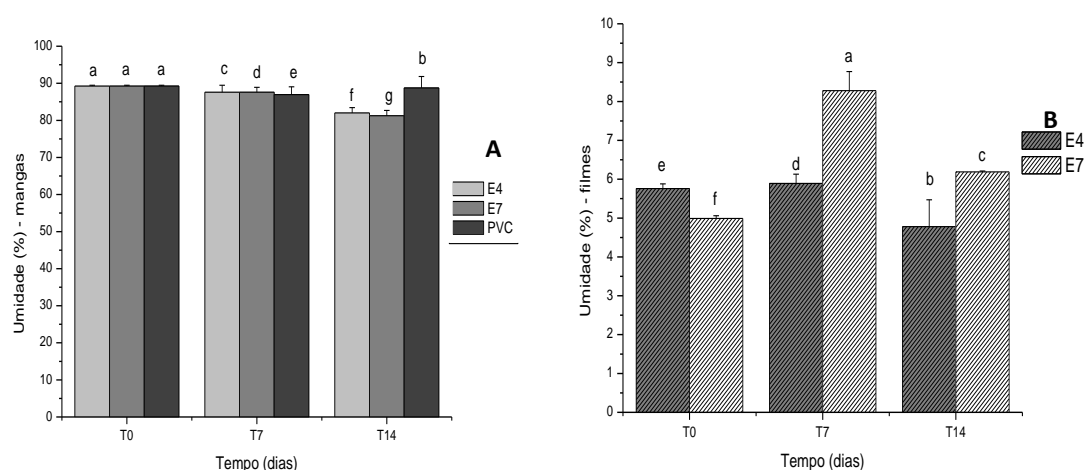 Umidade (%) - mangas
100
90
80
70
60
50
40
30
20
10
0
a a a
c d e
f g b
T0 T7 T14
Tempo (dias)
A
E4
E7
PVC
Umidade (%) - filmes
10
9
8
7
6
5
4
3
2
1
0
e f
d a
b c
T0 T7 T14
Tempo (dias)
B
E4
E7